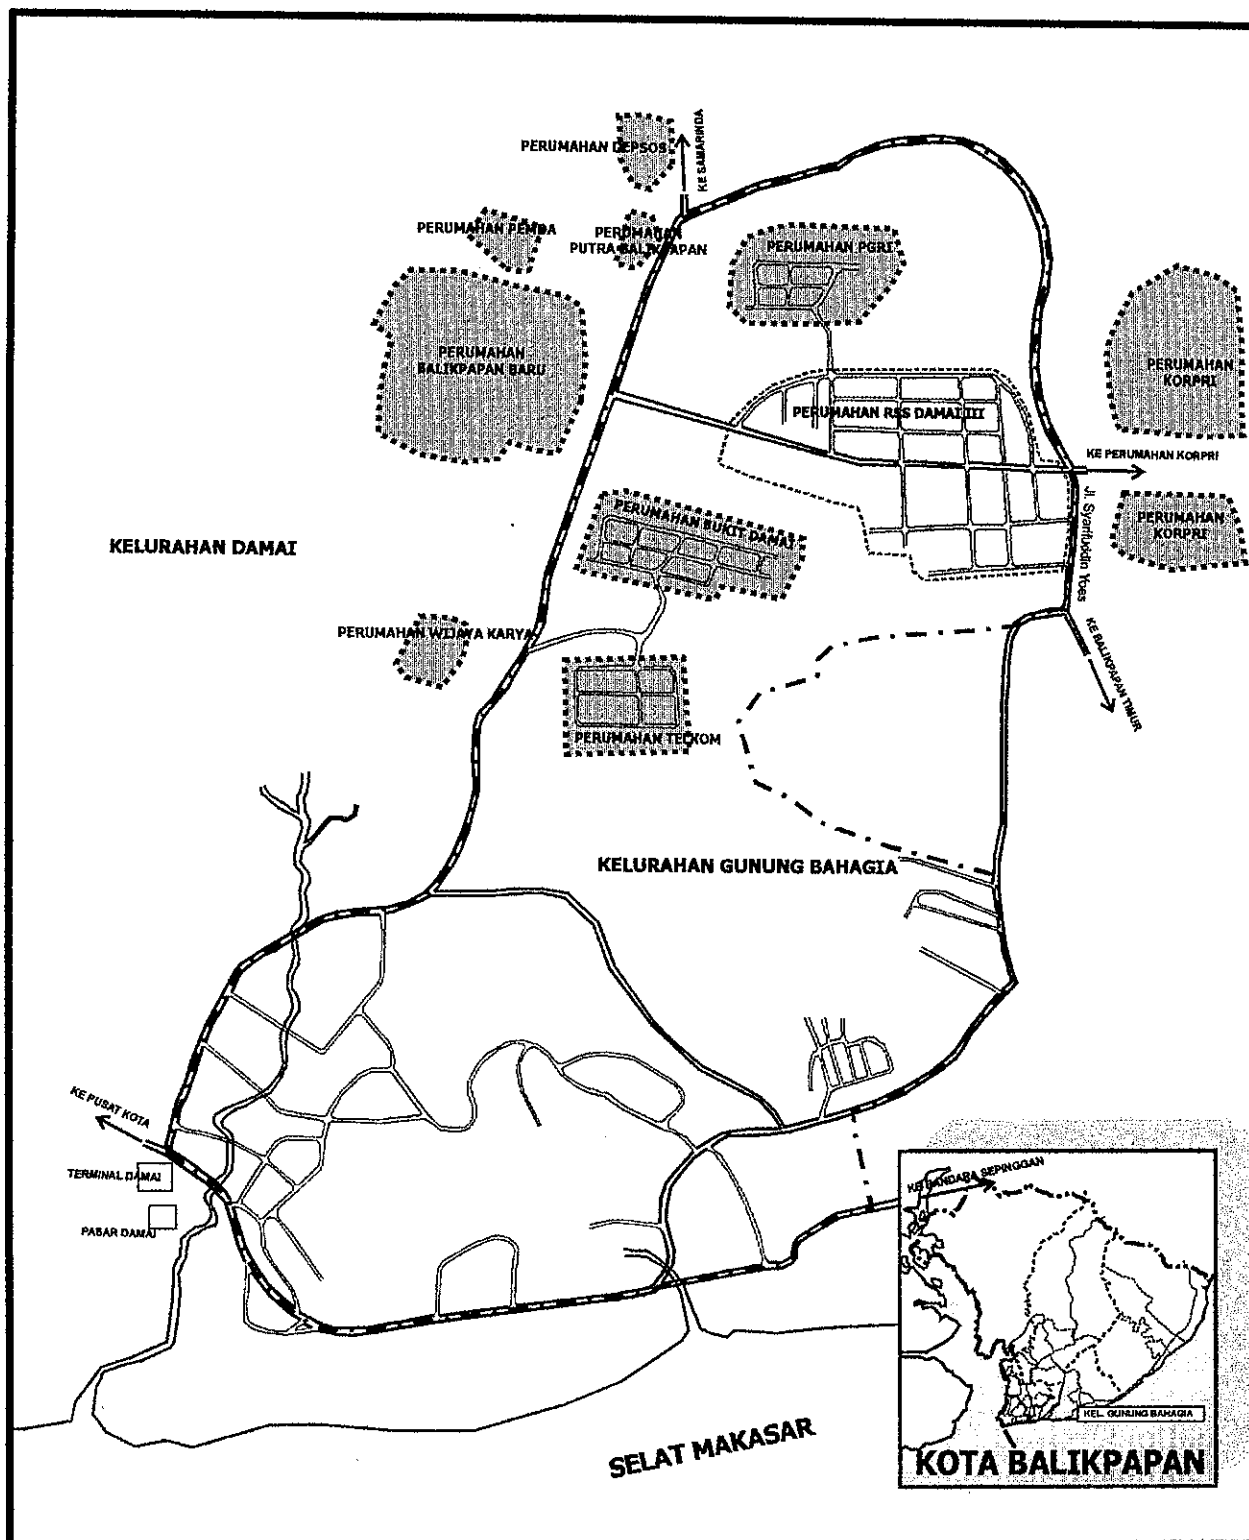 PERUMAHAN DEPSOS
KE SAMARINDA
PERUMAHAN PEMDA
PERUMAHAN
PUTRA BALIKPAPAN
PERUMAHAN PGRI
PERUMAHAN
BALIKPAPAN BARU
PERUMAHAN
KORPRI
PERUMAHAN RSS DAMAI III
KE PERUMAHAN KORPRI
PERUMAHAN BUKIT DAMAI
PERUMAHAN
KORPRI
Jl. Syarifuddin Yoes
KELURAHAN DAMAI
PERUMAHAN WIJAYA KARYA
KE BALIKPAPAN TIMUR
PERUMAHAN TELKOM
KELURAHAN GUNUNG BAHAGIA
KE PUSAT KOTA
TERMINAL DAMAI
PASAR DAMAI
KE BANDARA SEPINGGAN
KEL. GUNUNG BAHAGIA
KOTA BALIKPAPAN
SELAT MAKASAR